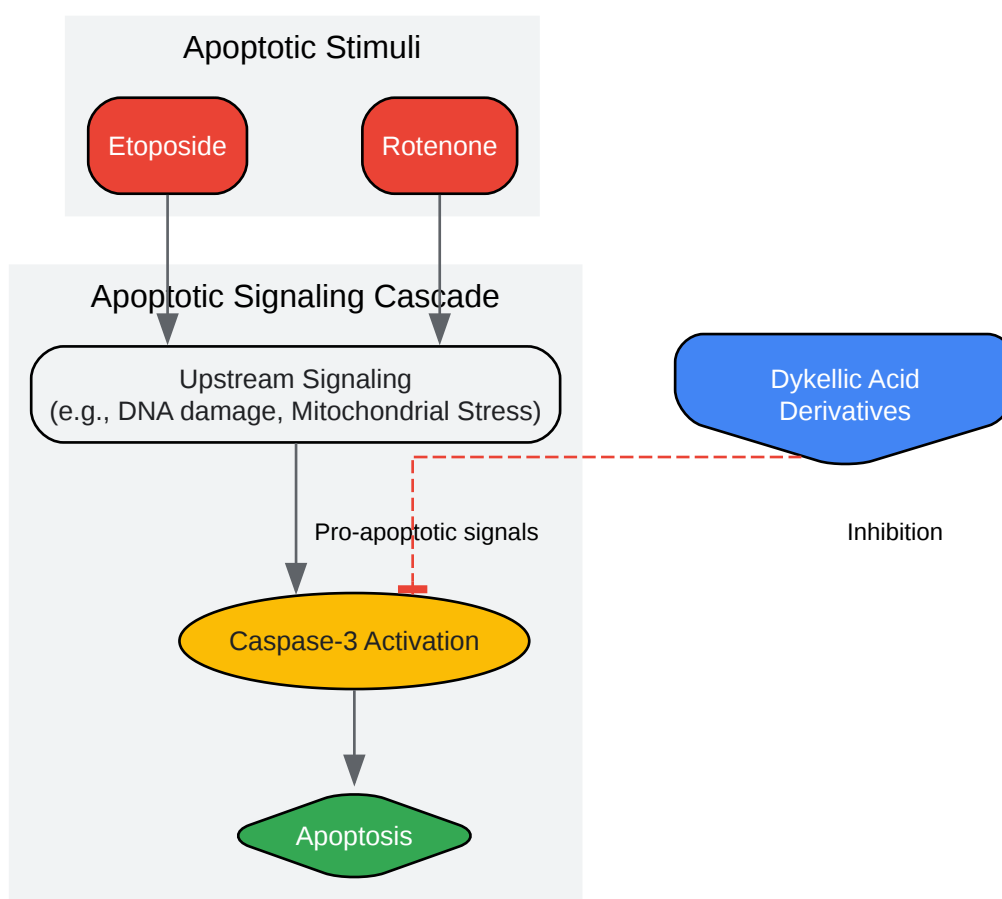 Apoptotic Stimuli
Etoposide
Rotenone
Apoptotic Signaling Cascade
Upstream Signaling
(e.g., DNA damage, Mitochondrial Stress)
Dykellic Acid
Derivatives
Pro-apoptotic signals
Inhibition
Caspase-3 Activation
Apoptosis